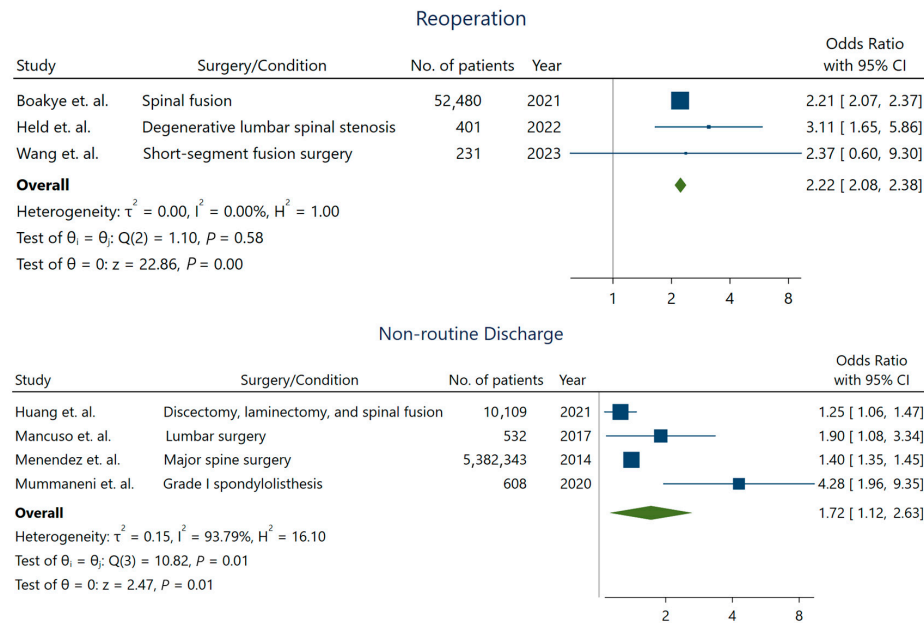 Reoperation
Odds Ratio
Study Surgery/Condition No. of patients Year with 95% CI
Boakye et. al. Spinal fusion 52,480 2021 2.21 [ 2.07, 2.37]
Held et. al. Degenerative lumbar spinal stenosis 401 2022 3.11 [ 1.65, 5.86]
Wang et. al. Short-segment fusion surgery 231 2023 2.37 [ 0.60, 9.30]
Overall 2.22 [ 2.08, 2.38]
Heterogeneity: τ² = 0.00, I² = 0.00%, H² = 1.00
Test of θᵢ = θⱼ: Q(2) = 1.10, P = 0.58
Test of θ = 0: z = 22.86, P = 0.00
1 2 4 8
Non-routine Discharge
Odds Ratio
Study Surgery/Condition No. of patients Year with 95% CI
Huang et. al. Discectomy, laminectomy, and spinal fusion 10,109 2021 1.25 [ 1.06, 1.47]
Mancuso et. al. Lumbar surgery 532 2017 1.90 [ 1.08, 3.34]
Menendez et. al. Major spine surgery 5,382,343 2014 1.40 [ 1.35, 1.45]
Mummaneni et. al. Grade I spondylolisthesis 608 2020 4.28 [ 1.96, 9.35]
Overall 1.72 [ 1.12, 2.63]
Heterogeneity: τ² = 0.15, I² = 93.79%, H² = 16.10
Test of θᵢ = θⱼ: Q(3) = 10.82, P = 0.01
Test of θ = 0: z = 2.47, P = 0.01
2 4 8